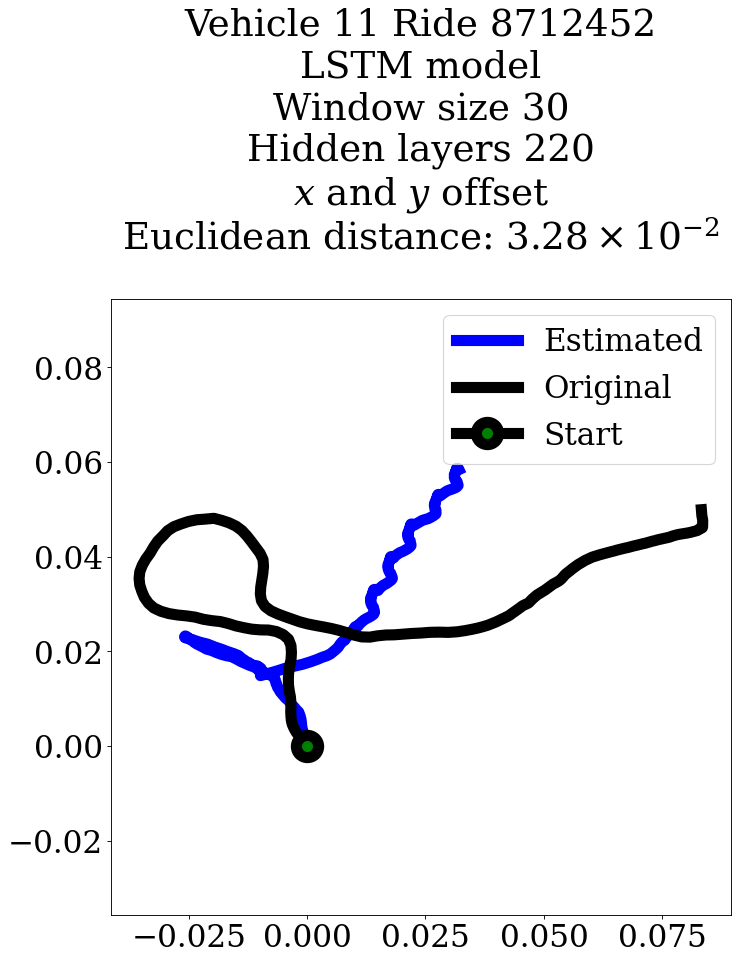 Vehicle 11 Ride 8712452
LSTM model
Window size 30
Hidden layers 220
x and y offset
Euclidean distance: 3.28 × 10⁻²
Estimated
Original
Start
0.08
0.06
0.04
0.02
0.00
−0.02
−0.025 0.000 0.025 0.050 0.075